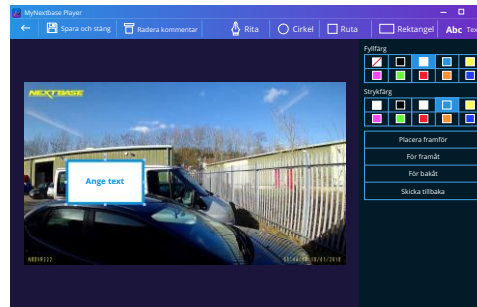 MyNextbase Player
Spara och stäng
Radera kommentar
Rita
Cirkel
Ruta
Rektangel
Abc Tex
Fyllfärg
NEXTBASE
Strykfärg
Placera framför
För framåt
Ange text
För bakåt
Skicka tillbaka